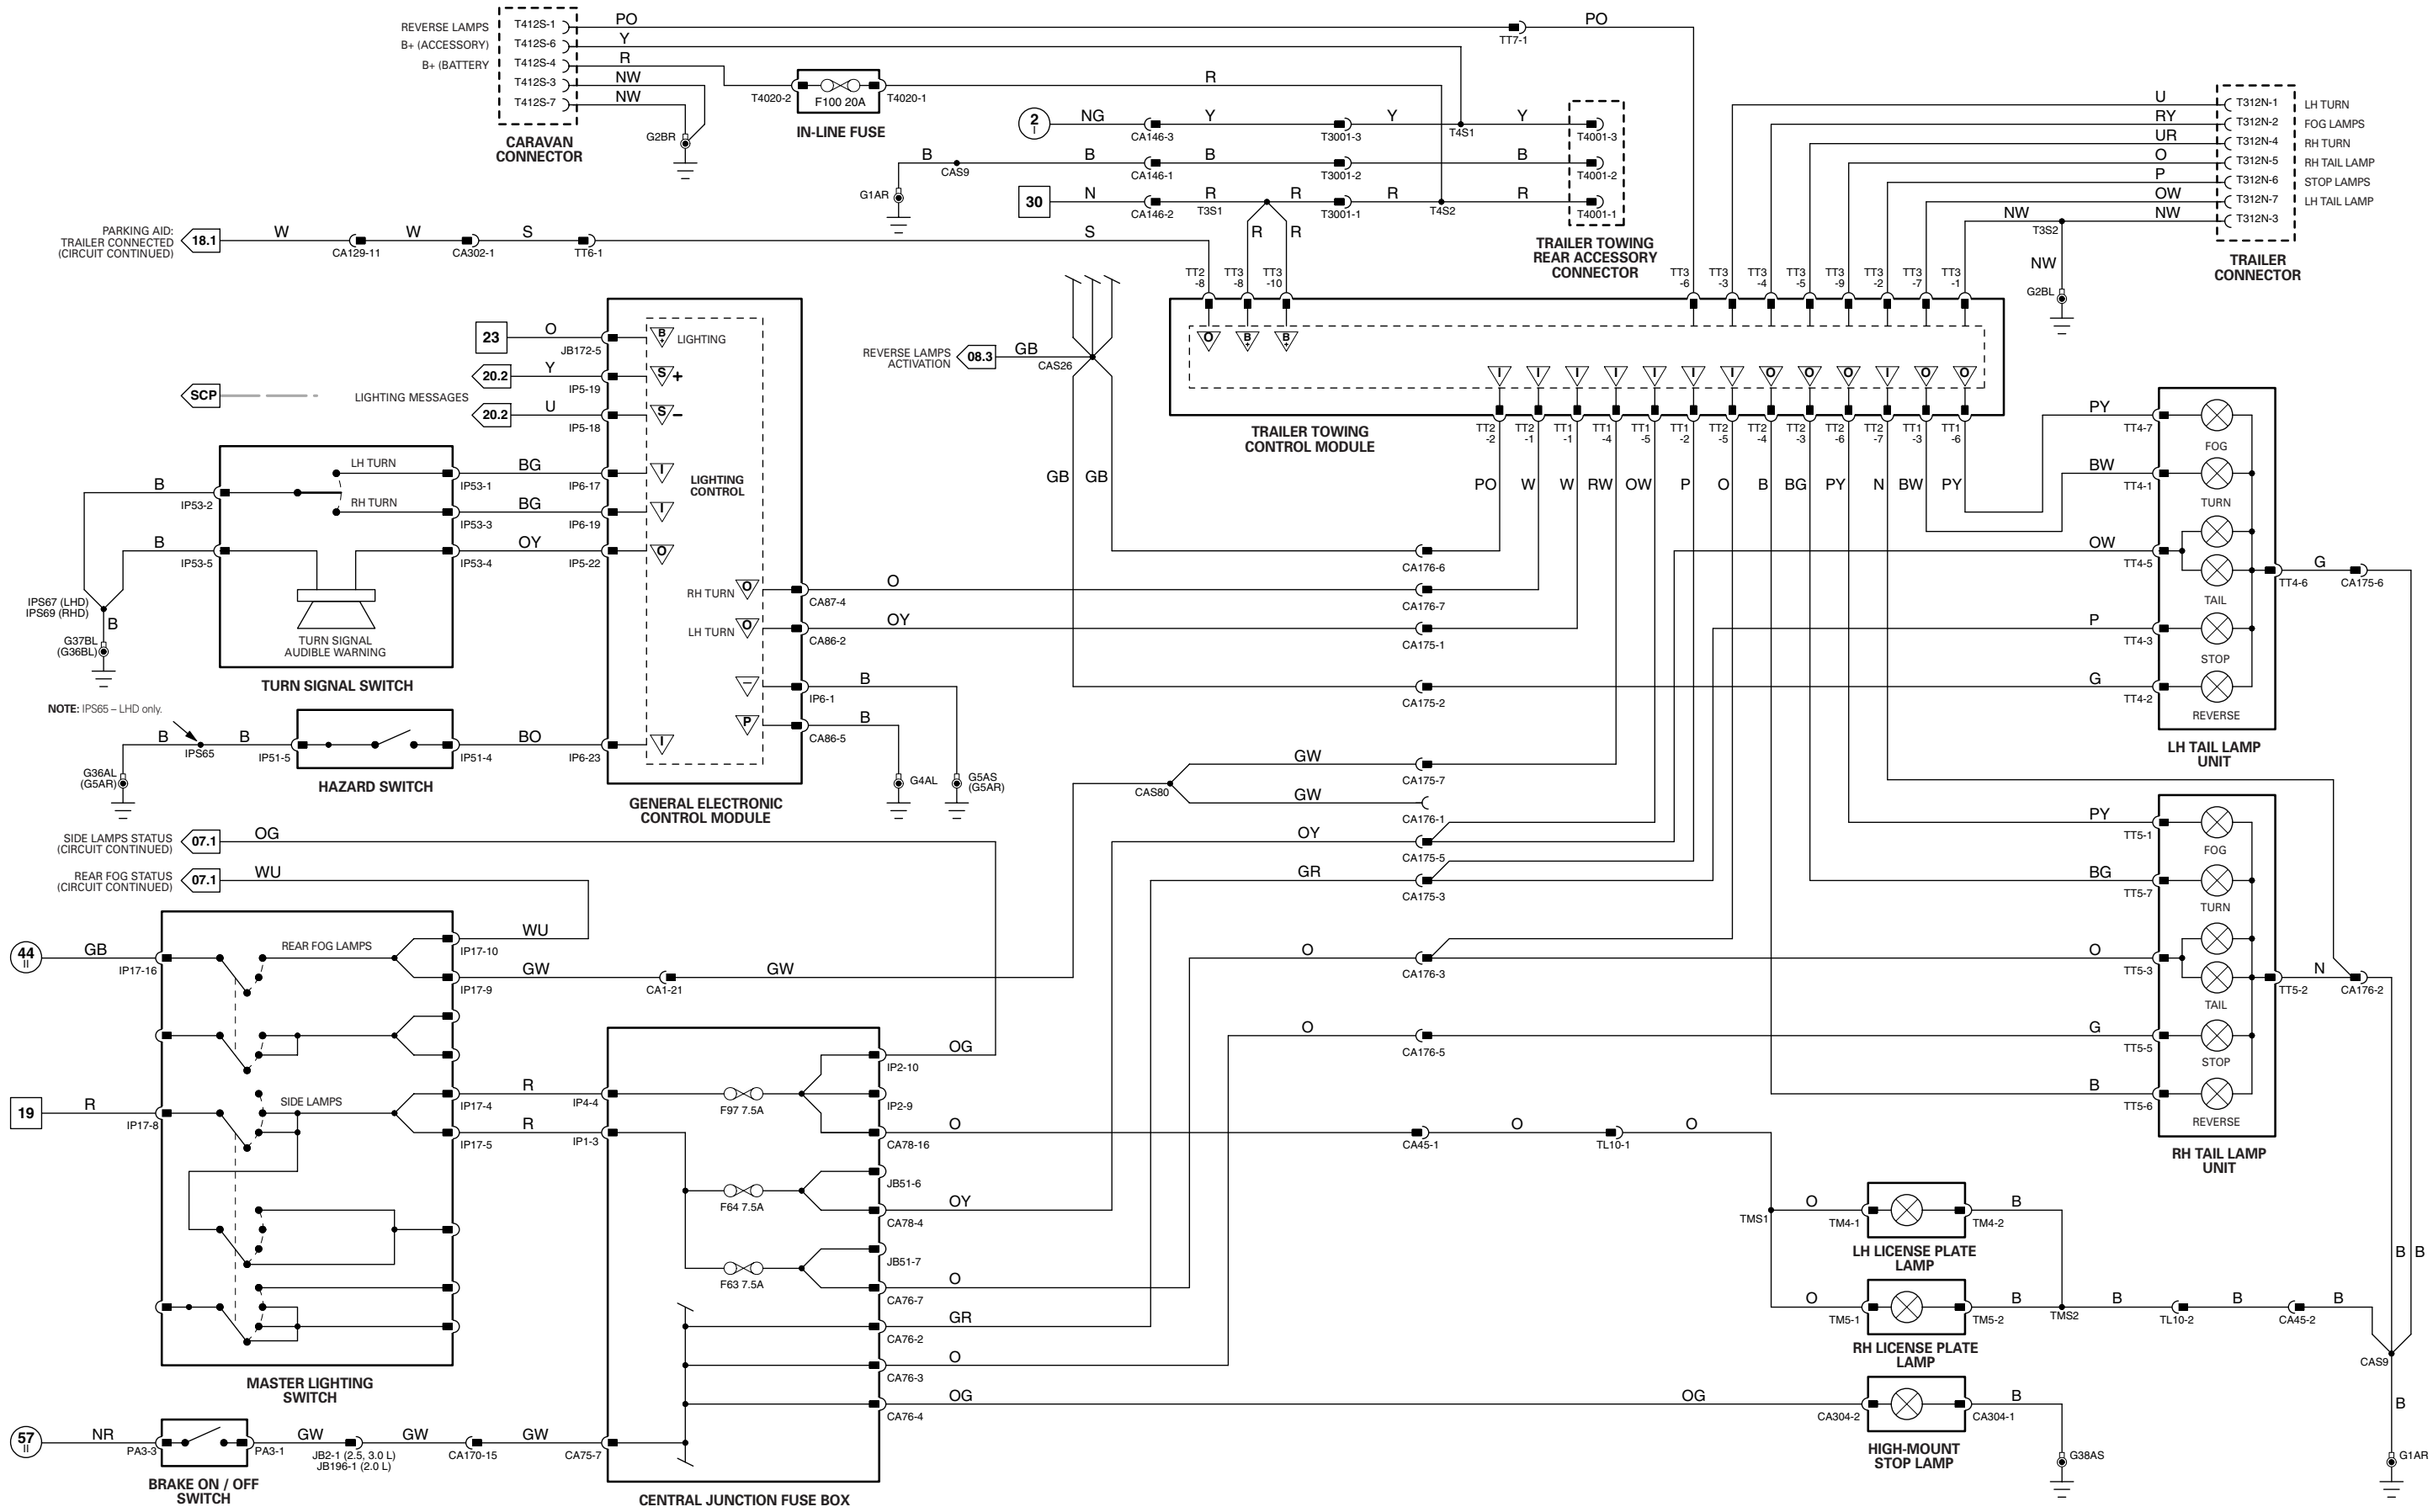 REVERSE LAMPS T412S-1 PO TT7-1 PO
B+ (ACCESSORY) T412S-6 Y
B+ (BATTERY T412S-4 R
T412S-3 NW
T412S-7 NW
CARAVAN
CONNECTOR
G2BR
T4020-2 F100 20A T4020-1 R
IN-LINE FUSE
2
I
NG CA146-3 Y T3001-3 Y T4S1 Y T4001-3
G1AR B CAS9 B CA146-1 B T3001-2 B T4001-2
30 N CA146-2 R T3S1 R T3001-1 R T4S2 R T4001-1
TRAILER TOWING
REAR ACCESSORY
CONNECTOR
U T312N-1 LH TURN
RY T312N-2 FOG LAMPS
UR T312N-4 RH TURN
O T312N-5 RH TAIL LAMP
P T312N-6 STOP LAMPS
OW T312N-7 LH TAIL LAMP
NW T3S2 NW T312N-3
NW
G2BL
TRAILER
CONNECTOR
PARKING AID:
TRAILER CONNECTED
(CIRCUIT CONTINUED)
18.1 W CA129-11 W CA302-1 S TT6-1 S
R R
TT2
-8
TT3
-8
TT3
-10
TT3
-6
TT3
-3
TT3
-4
TT3
-5
TT3
-9
TT3
-2
TT3
-7
TT3
-1
O B+ B+
I I I I I I I O O O I O O
TRAILER TOWING
CONTROL MODULE
TT2
-2
TT2
-1
TT1
-1
TT1
-4
TT1
-5
TT1
-2
TT2
-5
TT2
-4
TT2
-3
TT2
-6
TT2
-7
TT1
-3
TT1
-6
PO W W RW OW P O B BG PY N BW PY
REVERSE LAMPS
ACTIVATION
08.3 GB CAS26
GB GB
23 O JB172-5 B+ LIGHTING
20.2 Y IP5-19 S +
SCP LIGHTING MESSAGES
20.2 U IP5-18 S –
LH TURN IP53-1 BG IP6-17 I
LIGHTING
CONTROL
B IP53-2
RH TURN IP53-3 BG IP6-19 I
B IP53-5 IP53-4 OY IP5-22 O
IPS67 (LHD)
IPS69 (RHD)
B
G37BL
(G36BL)
TURN SIGNAL
AUDIBLE WARNING
TURN SIGNAL SWITCH
RH TURN O CA87-4 O CA176-7
CA176-6
LH TURN O CA86-2 OY CA175-1
– IP6-1 B
P CA86-5 B
G4AL
G5AS
(G5AR)
CA175-2
NOTE: IPS65 – LHD only.
B IPS65 B IP51-5 IP51-4 BO IP6-23 I
G36AL
(G5AR)
HAZARD SWITCH
GENERAL ELECTRONIC
CONTROL MODULE
PY TT4-7 FOG
BW TT4-1 TURN
OW TT4-5 TAIL
P TT4-3 STOP
G TT4-2 REVERSE
TT4-6 G CA175-6
LH TAIL LAMP
UNIT
CAS80 GW CA175-7
GW CA176-1
SIDE LAMPS STATUS
(CIRCUIT CONTINUED)
07.1 OG
OY CA175-5
REAR FOG STATUS
(CIRCUIT CONTINUED)
07.1 WU
GR CA175-3
PY TT5-1 FOG
BG TT5-7 TURN
O TT5-3 TAIL
G TT5-5 STOP
B TT5-6 REVERSE
TT5-2 N CA176-2
RH TAIL LAMP
UNIT
44
II
GB IP17-16 REAR FOG LAMPS IP17-10 WU
IP17-9 GW CA1-21 GW
O CA176-3
O CA176-5
19 R IP17-8 SIDE LAMPS IP17-4 R IP4-4
IP17-5 R IP1-3
MASTER LIGHTING
SWITCH
F97 7.5A IP2-10 OG
IP2-9
CA78-16 O CA45-1 O TL10-1 O
F64 7.5A JB51-6
CA78-4 OY
F63 7.5A JB51-7
CA76-7 O
CA76-2 GR
CA76-3 O
CA76-4 OG OG CA304-2 CA304-1 B
G38AS
HIGH-MOUNT
STOP LAMP
TMS1 O TM4-1 TM4-2 B
LH LICENSE PLATE
LAMP
O TM5-1 TM5-2 B TMS2 B TL10-2 B CA45-2 B
RH LICENSE PLATE
LAMP
B B
CAS9
B
G1AR
57
II
NR PA3-3 PA3-1 GW JB2-1 (2.5, 3.0 L) GW CA170-15 GW CA75-7
JB196-1 (2.0 L)
BRAKE ON / OFF
SWITCH
CENTRAL JUNCTION FUSE BOX